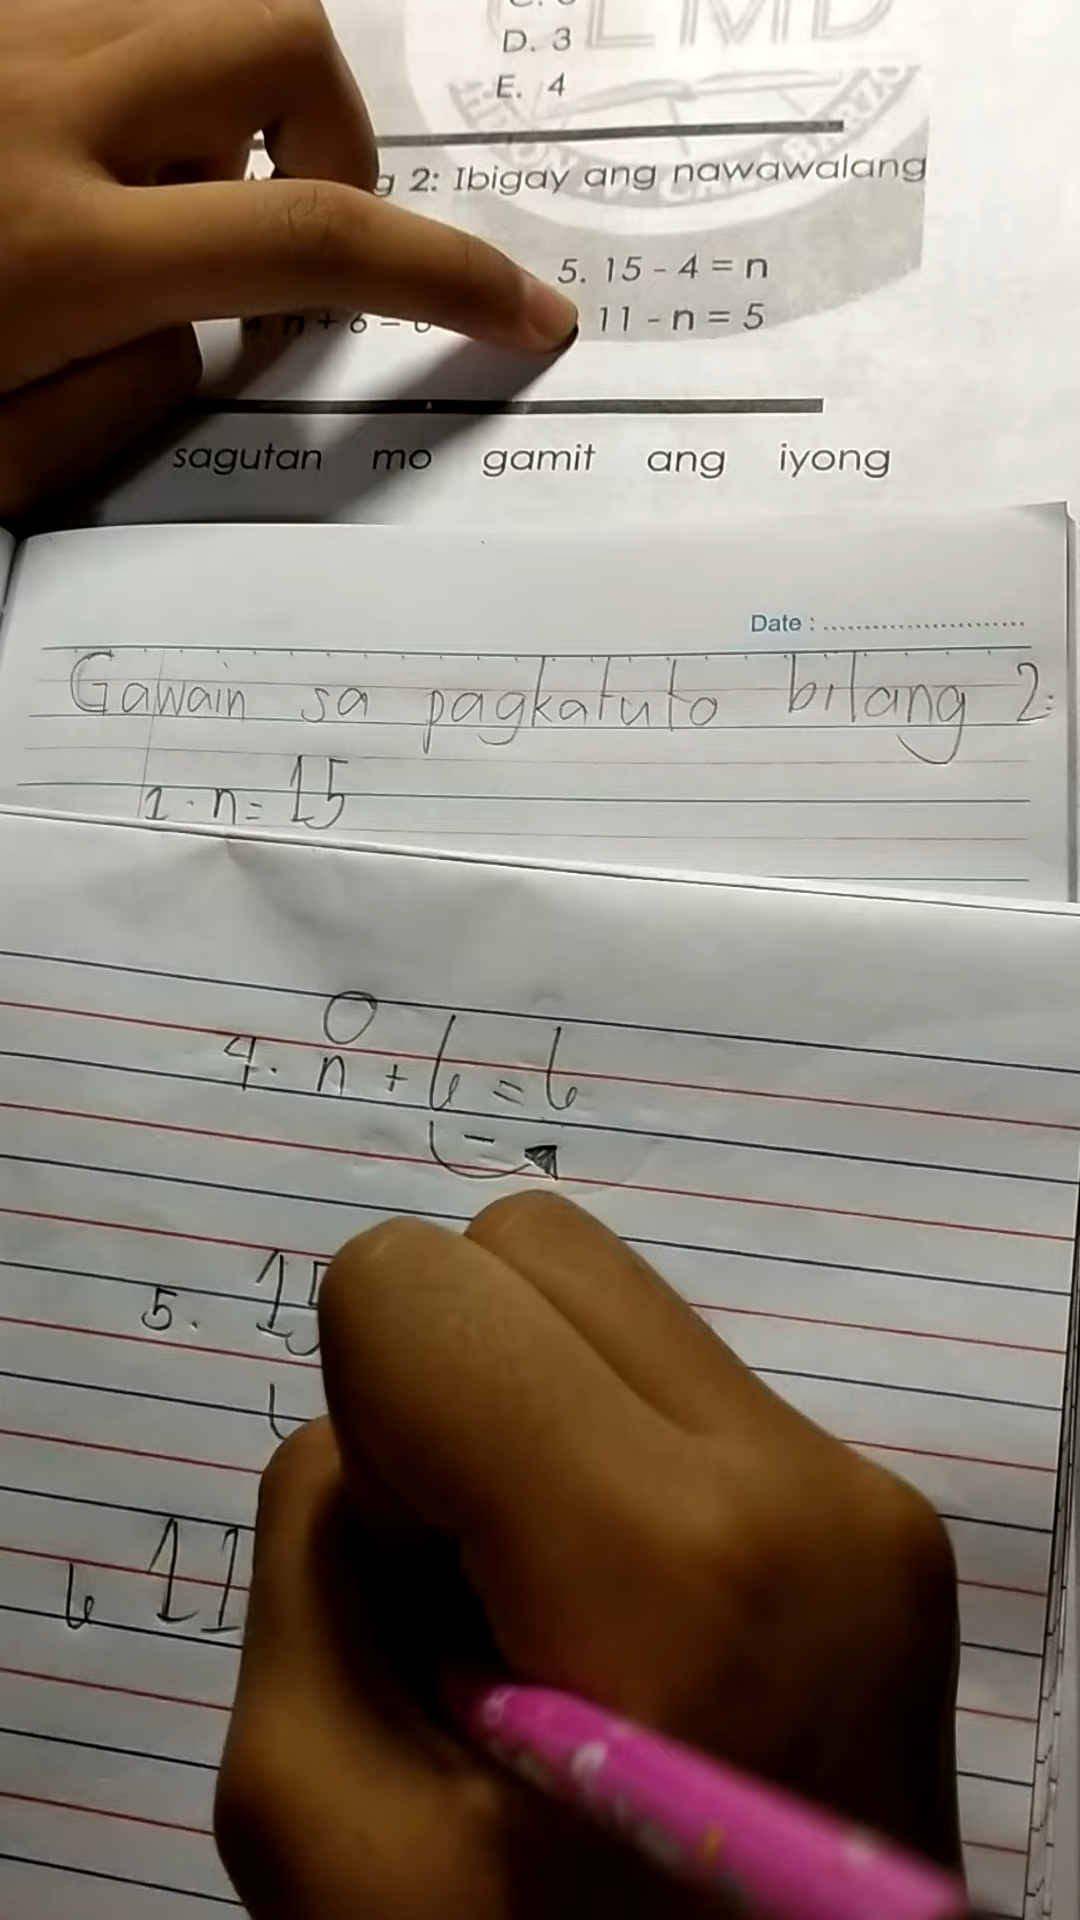 D. 3
E. 4
g 2: Ibigay ang nawawalang
5. 15 - 4 = n
n + 6 =
11 - n = 5
sagutan mo gamit ang iyong
Date :
Gawain sa pagkatuto bilang 2:
1. n = 15
0
4. n + 6 = 6
-
5. 15
6 11